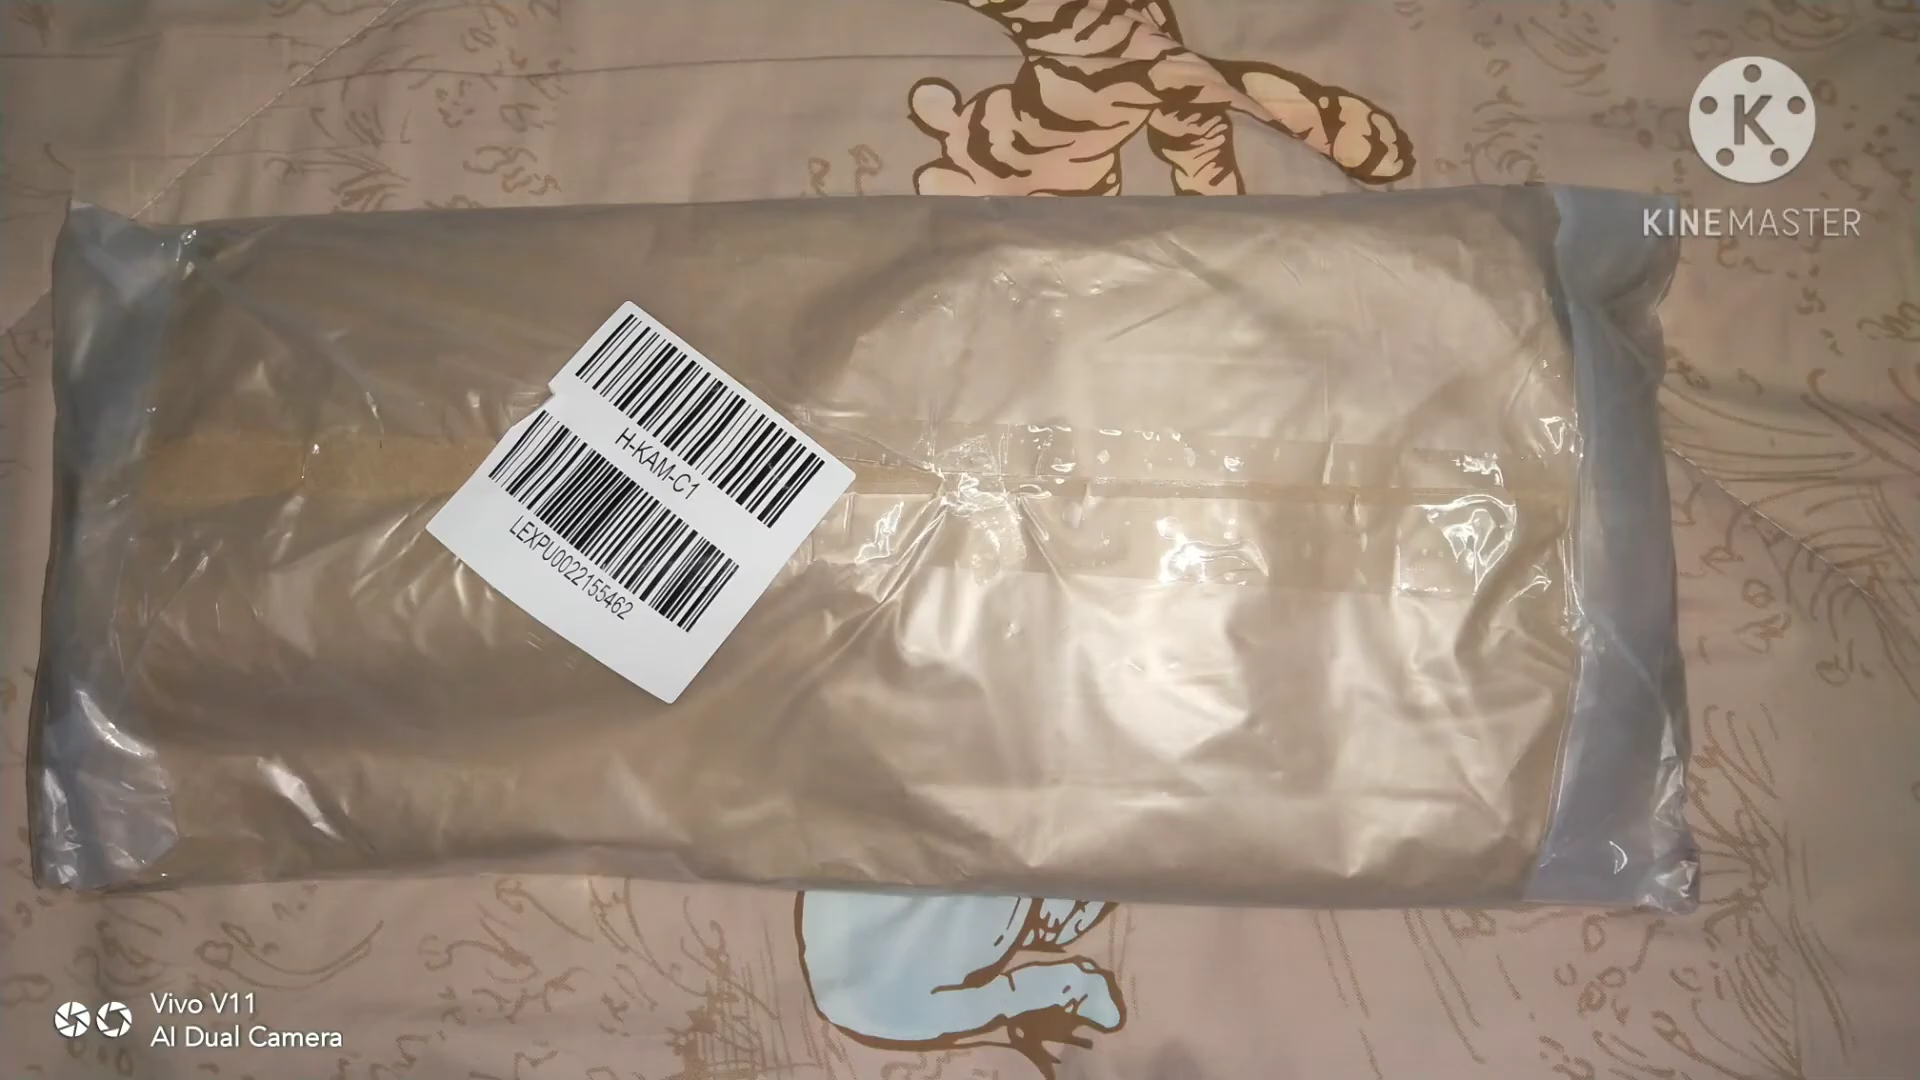 K
KINEMASTER
H-KAM-C1
LEXPU0022155462
Vivo V11
AI Dual Camera